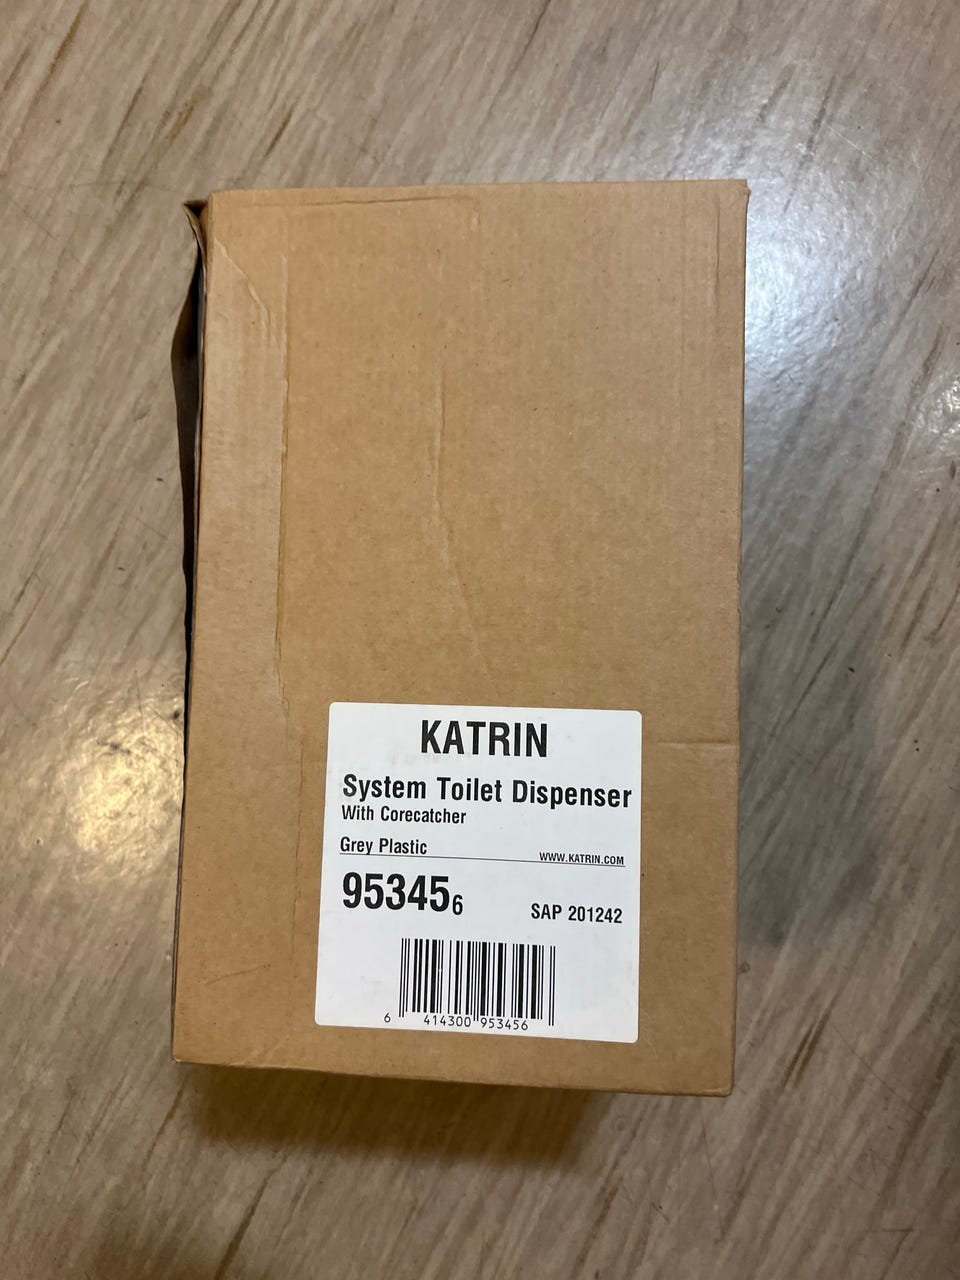 KATRIN
System Toilet Dispenser
With Corecatcher
Grey Plastic
WWW.KATRIN.COM
953456
SAP 201242
6 414300 953456